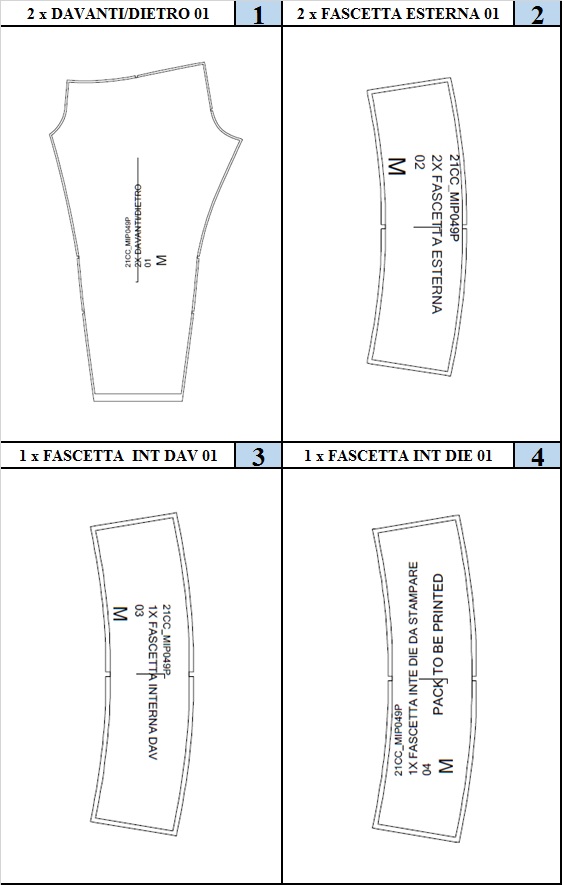 2 x DAVANTI/DIETRO 01
1
2 x FASCETTA ESTERNA 01
2
21CC_MIP049P
2X DAVANTI/DIETRO
01
M
21CC_MIP049P
2X FASCETTA ESTERNA
02
M
1 x FASCETTA INT DAV 01
3
1 x FASCETTA INT DIE 01
4
21CC_MIP049P
1X FASCETTA INTERNA DAV
03
M
21CC_MIP049P
1X FASCETTA INTE DIE DA STAMPARE
04
M
PACK TO BE PRINTED